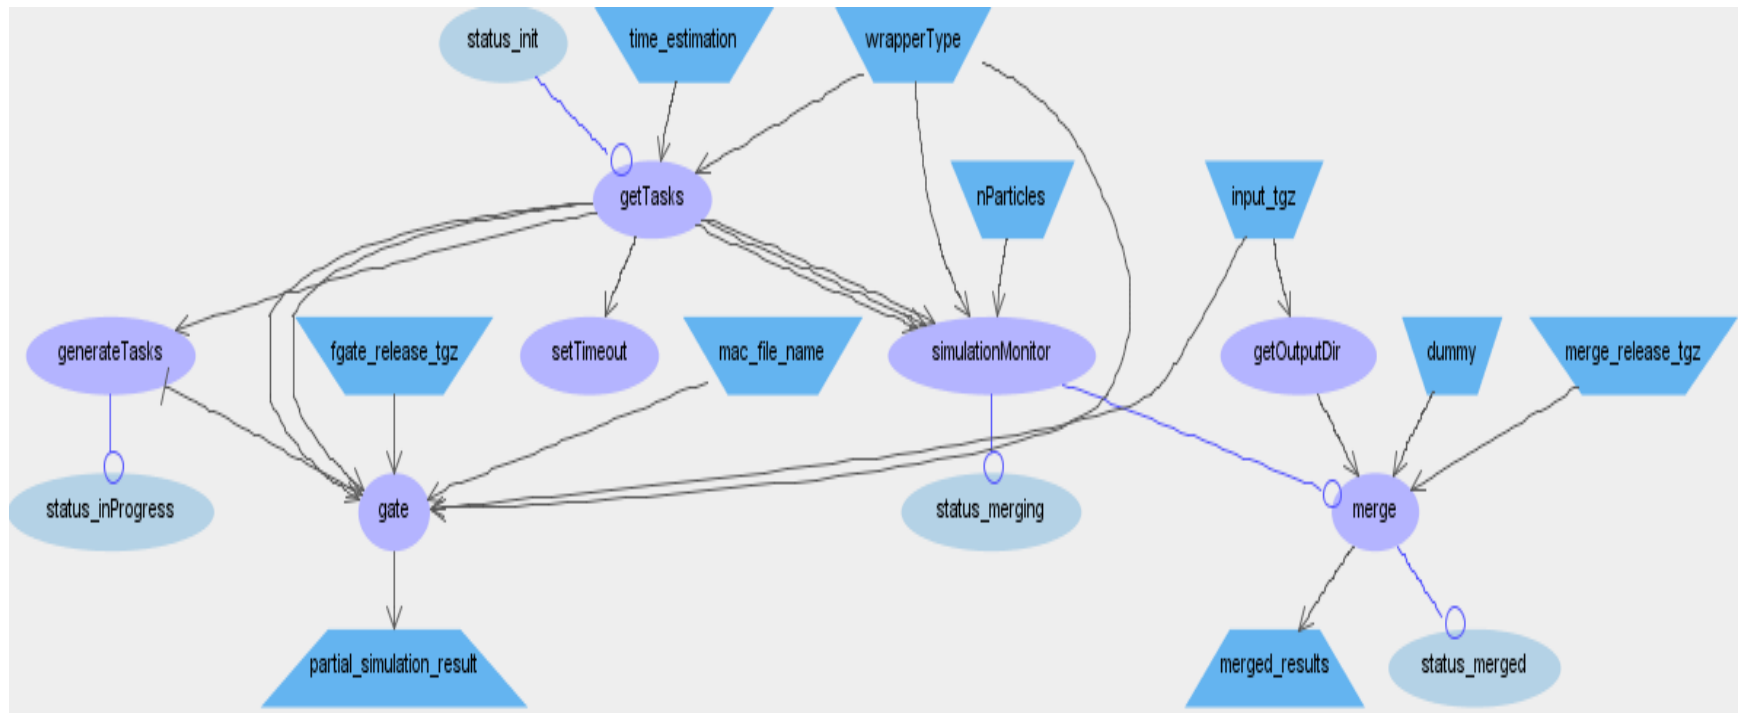 status_init
time_estimation
wrapperType
getTasks
nParticles
input_tgz
generateTasks
fgate_release_tgz
setTimeout
mac_file_name
simulationMonitor
getOutputDir
dummy
merge_release_tgz
status_inProgress
gate
status_merging
merge
partial_simulation_result
merged_results
status_merged